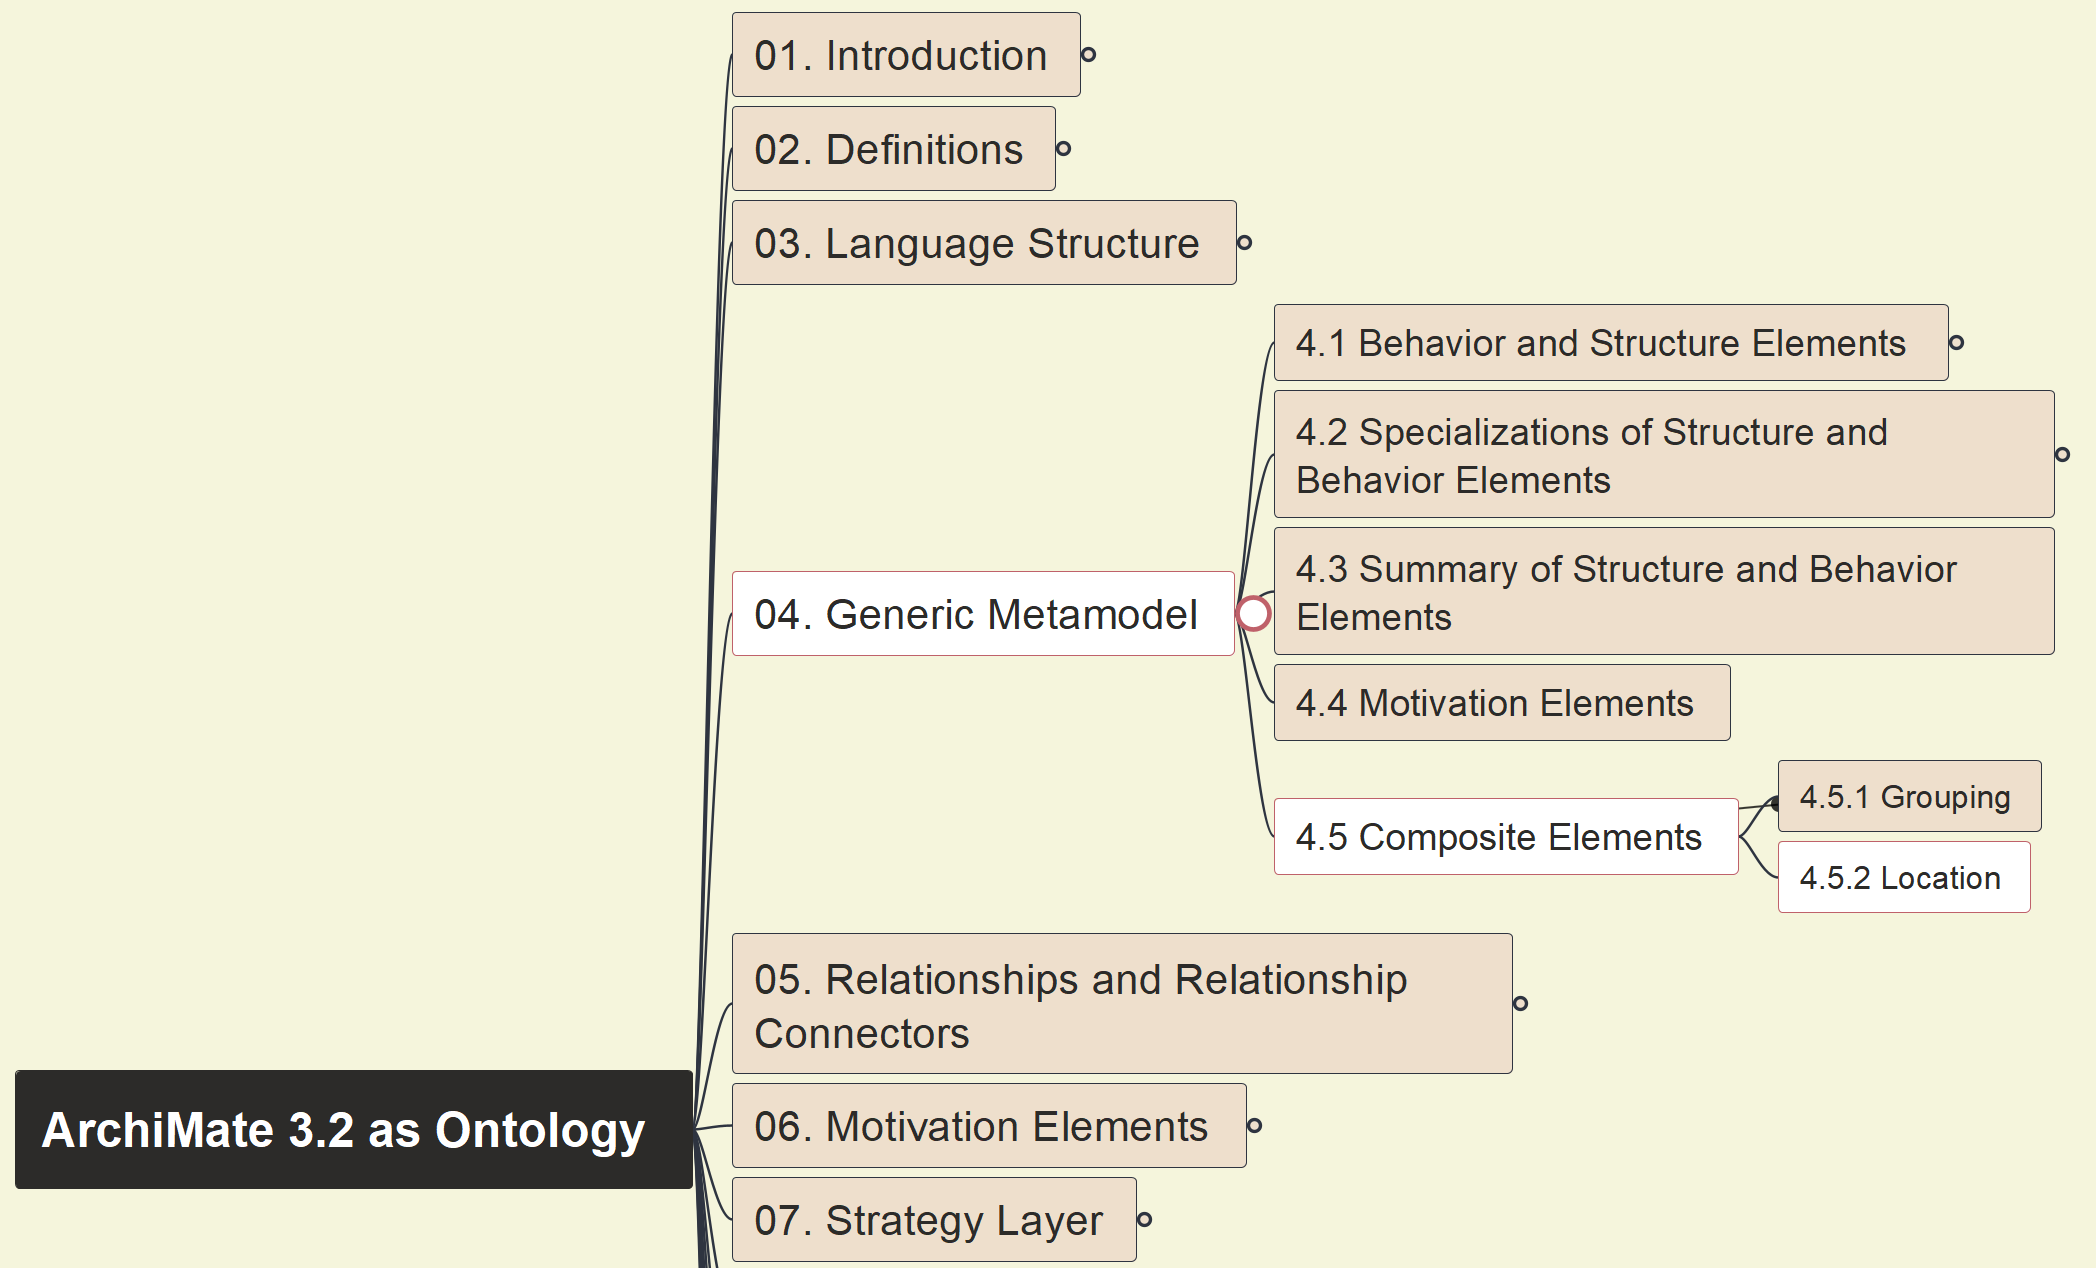 01. Introduction
02. Definitions
03. Language Structure
4.1 Behavior and Structure Elements
4.2 Specializations of Structure and
Behavior Elements
4.3 Summary of Structure and Behavior
Elements
04. Generic Metamodel
4.4 Motivation Elements
4.5 Composite Elements
4.5.1 Grouping
4.5.2 Location
05. Relationships and Relationship
Connectors
ArchiMate 3.2 as Ontology
06. Motivation Elements
07. Strategy Layer